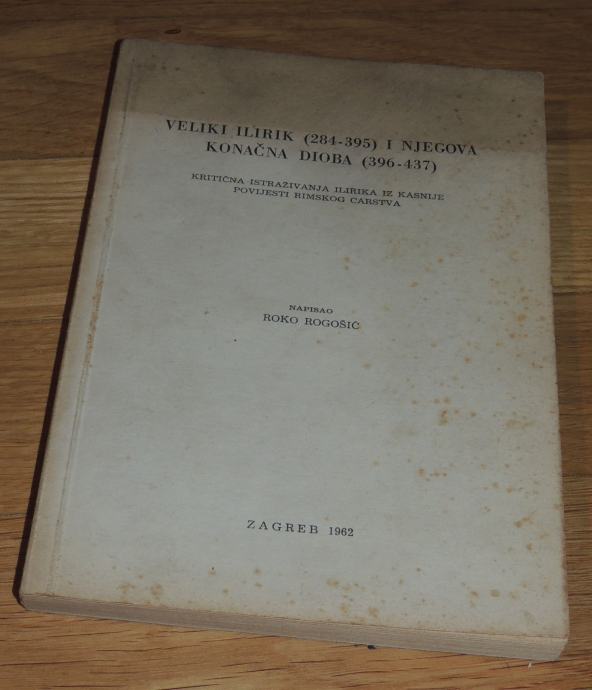 VELIKI ILIRIK (284-395) I NJEGOVA
KONAČNA DIOBA (396-437)
KRITIČNA ISTRAŽIVANJA ILIRIKA IZ KASNIJE
POVIJESTI RIMSKOG CARSTVA
NAPISAO
ROKO ROGOŠIĆ
ZAGREB 1962